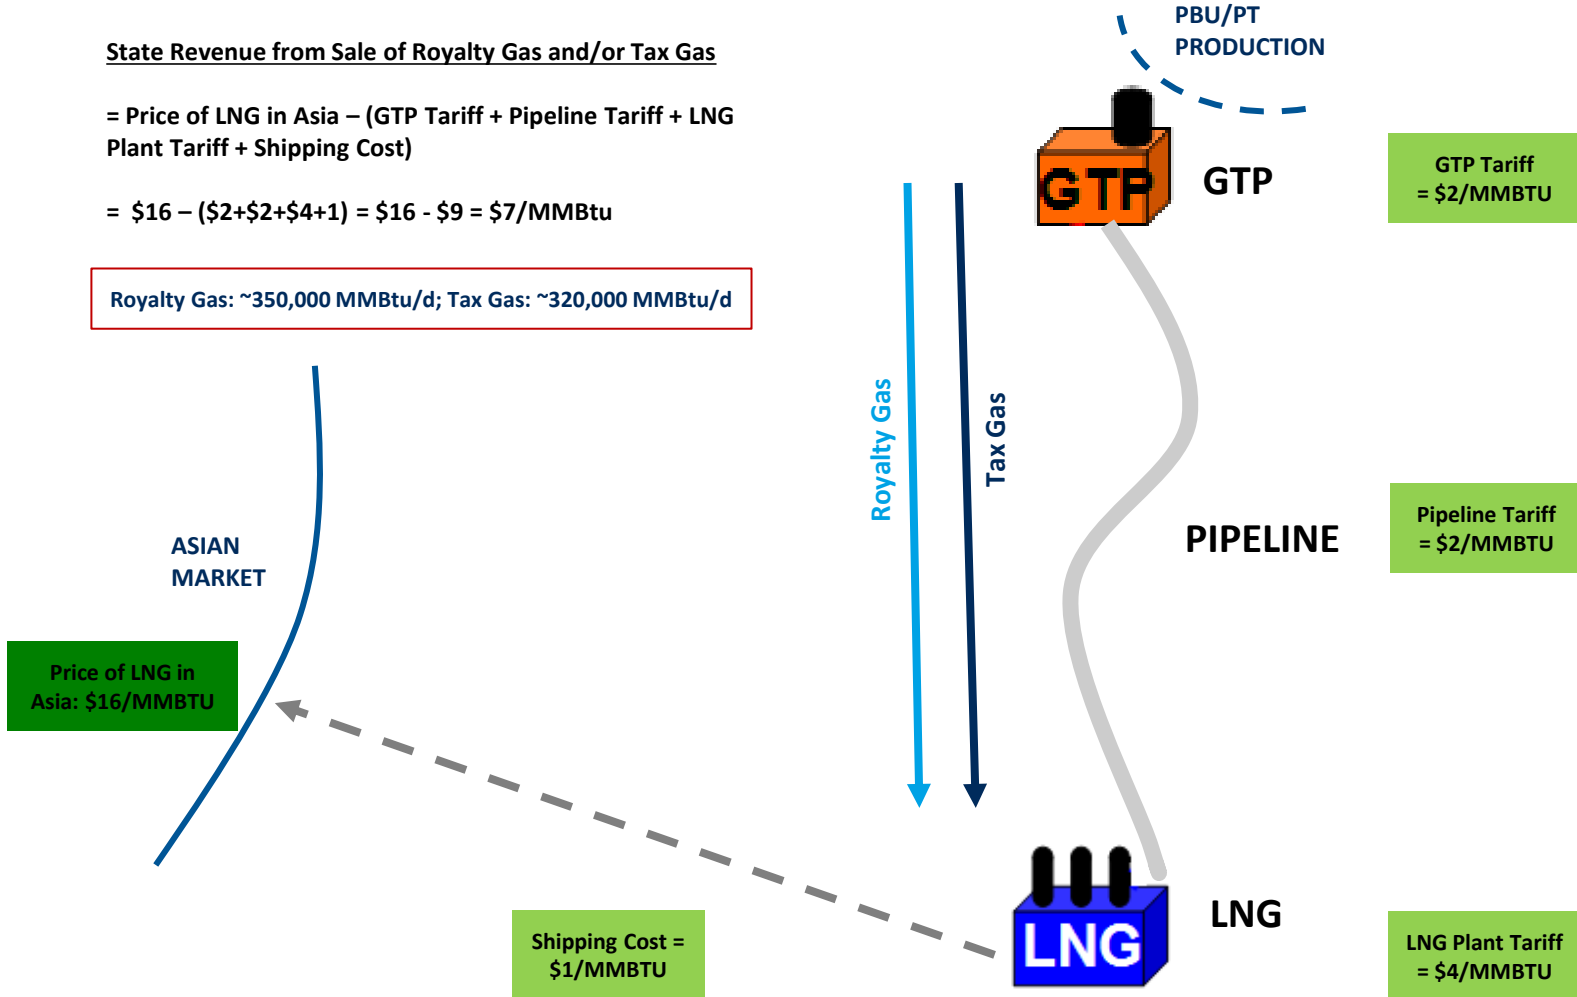 State Revenue from Sale of Royalty Gas and/or Tax Gas
= Price of LNG in Asia – (GTP Tariff + Pipeline Tariff + LNG
Plant Tariff + Shipping Cost)
= $16 – ($2+$2+$4+1) = $16 - $9 = $7/MMBtu
Royalty Gas: ~350,000 MMBtu/d; Tax Gas: ~320,000 MMBtu/d
PBU/PT
PRODUCTION
GTP
GTP
GTP Tariff
= $2/MMBTU
Royalty Gas
Tax Gas
PIPELINE
Pipeline Tariff
= $2/MMBTU
ASIAN
MARKET
Price of LNG in
Asia: $16/MMBTU
Shipping Cost =
$1/MMBTU
LNG
LNG
LNG Plant Tariff
= $4/MMBTU